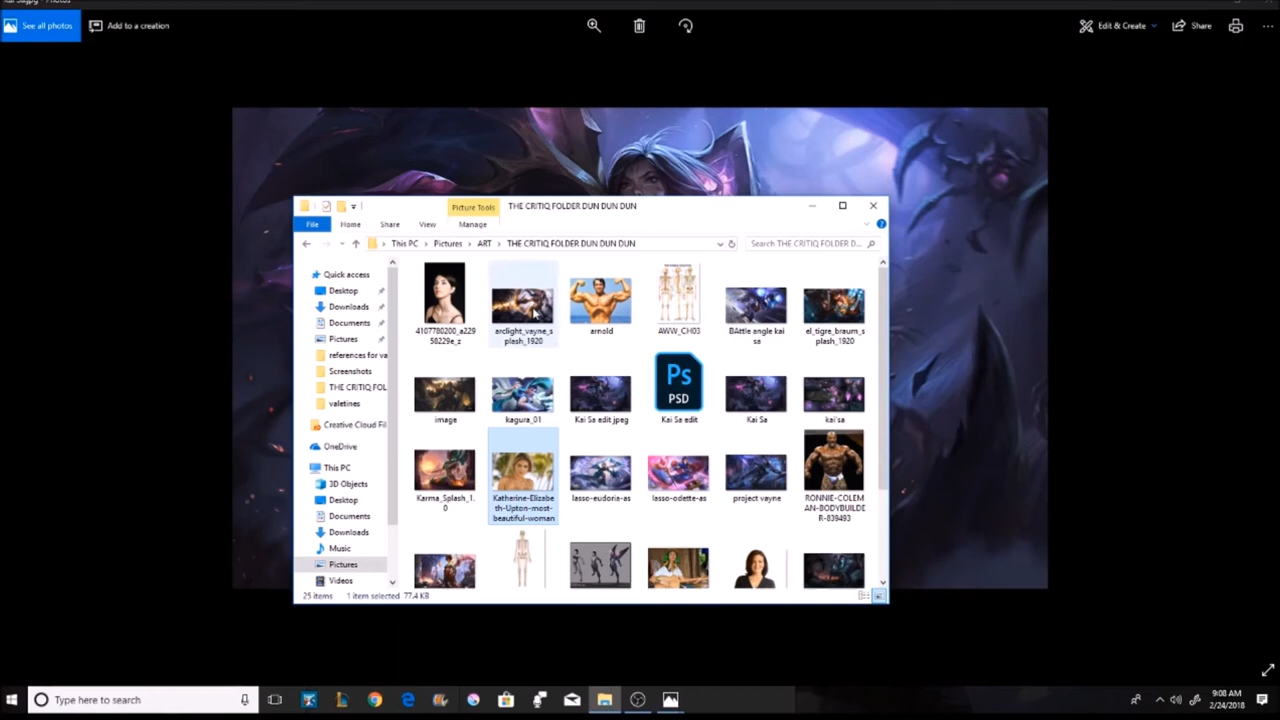 See all photos
Add to a creation
Edit & Create
Share
Picture Tools
THE CRITIQ FOLDER DUN DUN DUN
File
Home
Share
View
Manage
This PC > Pictures > ART > THE CRITIQ FOLDER DUN DUN DUN
Search THE CRITIQ FOLDER D...
Quick access
Desktop
Downloads
Documents
Pictures
references for va
Screenshots
THE CRITIQ FOL
valetines
Creative Cloud Fil
OneDrive
This PC
3D Objects
Desktop
Documents
Downloads
Music
Pictures
Videos
4107780200_a229
58229e_z
arclight_vayne_s
plash_1920
arnold
AWW_CH03
BAttle angle kai
sa
el_tigre_braum_s
plash_1920
Ps
PSD
image
kagura_01
Kai Sa edit jpeg
Kai Sa edit
Kai Sa
kai'sa
Karma_Splash_1.
0
Katherine-Elizabe
th-Upton-most-
beautiful-woman
lasso-eudoria-as
lasso-odette-as
project vayne
RONNIE-COLEM
AN-BODYBUILDE
R-839493
25 items
1 item selected 77.4 KB
Type here to search
9:08 AM
2/24/2018